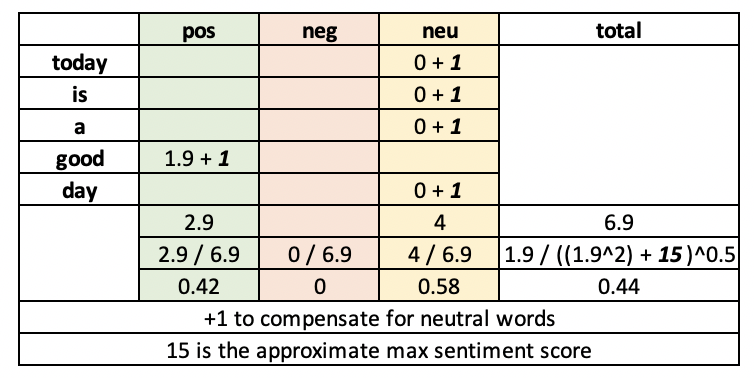 pos neg neu total
today 0 + 1
is 0 + 1
a 0 + 1
good 1.9 + 1
day 0 + 1
2.9 4 6.9
2.9 / 6.9 0 / 6.9 4 / 6.9 1.9 / ((1.9^2) + 15 )^0.5
0.42 0 0.58 0.44
+1 to compensate for neutral words
15 is the approximate max sentiment score